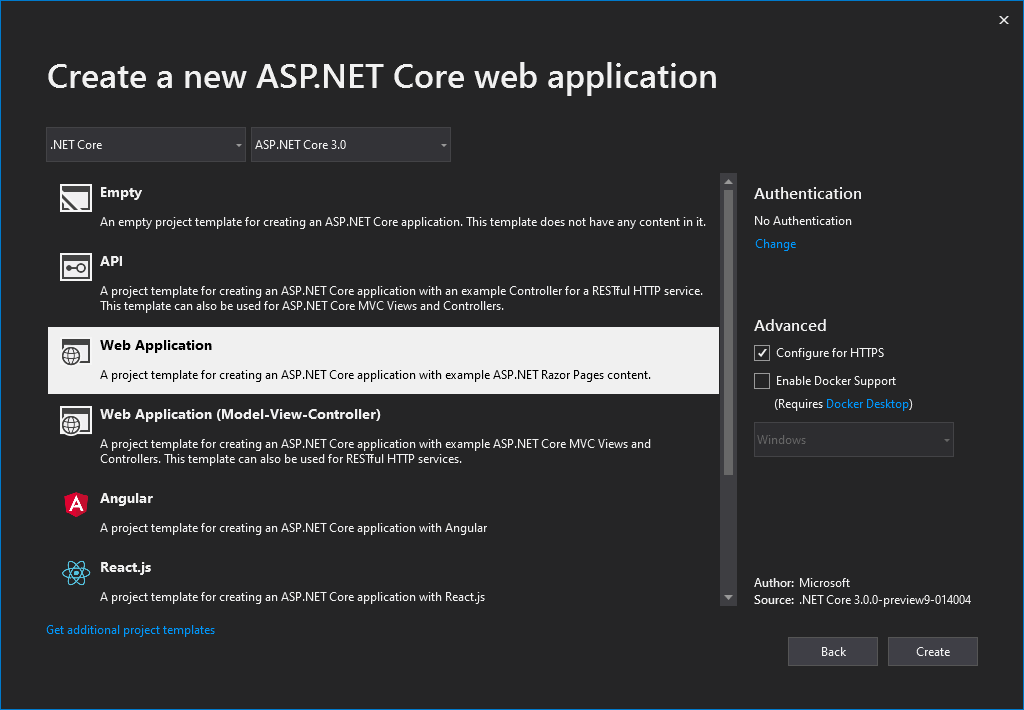 Create a new ASP.NET Core web application
.NET Core
ASP.NET Core 3.0
Empty
An empty project template for creating an ASP.NET Core application. This template does not have any content in it.
API
A project template for creating an ASP.NET Core application with an example Controller for a RESTful HTTP service.
This template can also be used for ASP.NET Core MVC Views and Controllers.
Web Application
A project template for creating an ASP.NET Core application with example ASP.NET Razor Pages content.
Web Application (Model-View-Controller)
A project template for creating an ASP.NET Core application with example ASP.NET Core MVC Views and
Controllers. This template can also be used for RESTful HTTP services.
Angular
A project template for creating an ASP.NET Core application with Angular
React.js
A project template for creating an ASP.NET Core application with React.js
Get additional project templates
Authentication
No Authentication
Change
Advanced
Configure for HTTPS
Enable Docker Support
(Requires Docker Desktop)
Windows
Author: Microsoft
Source: .NET Core 3.0.0-preview9-014004
Back
Create